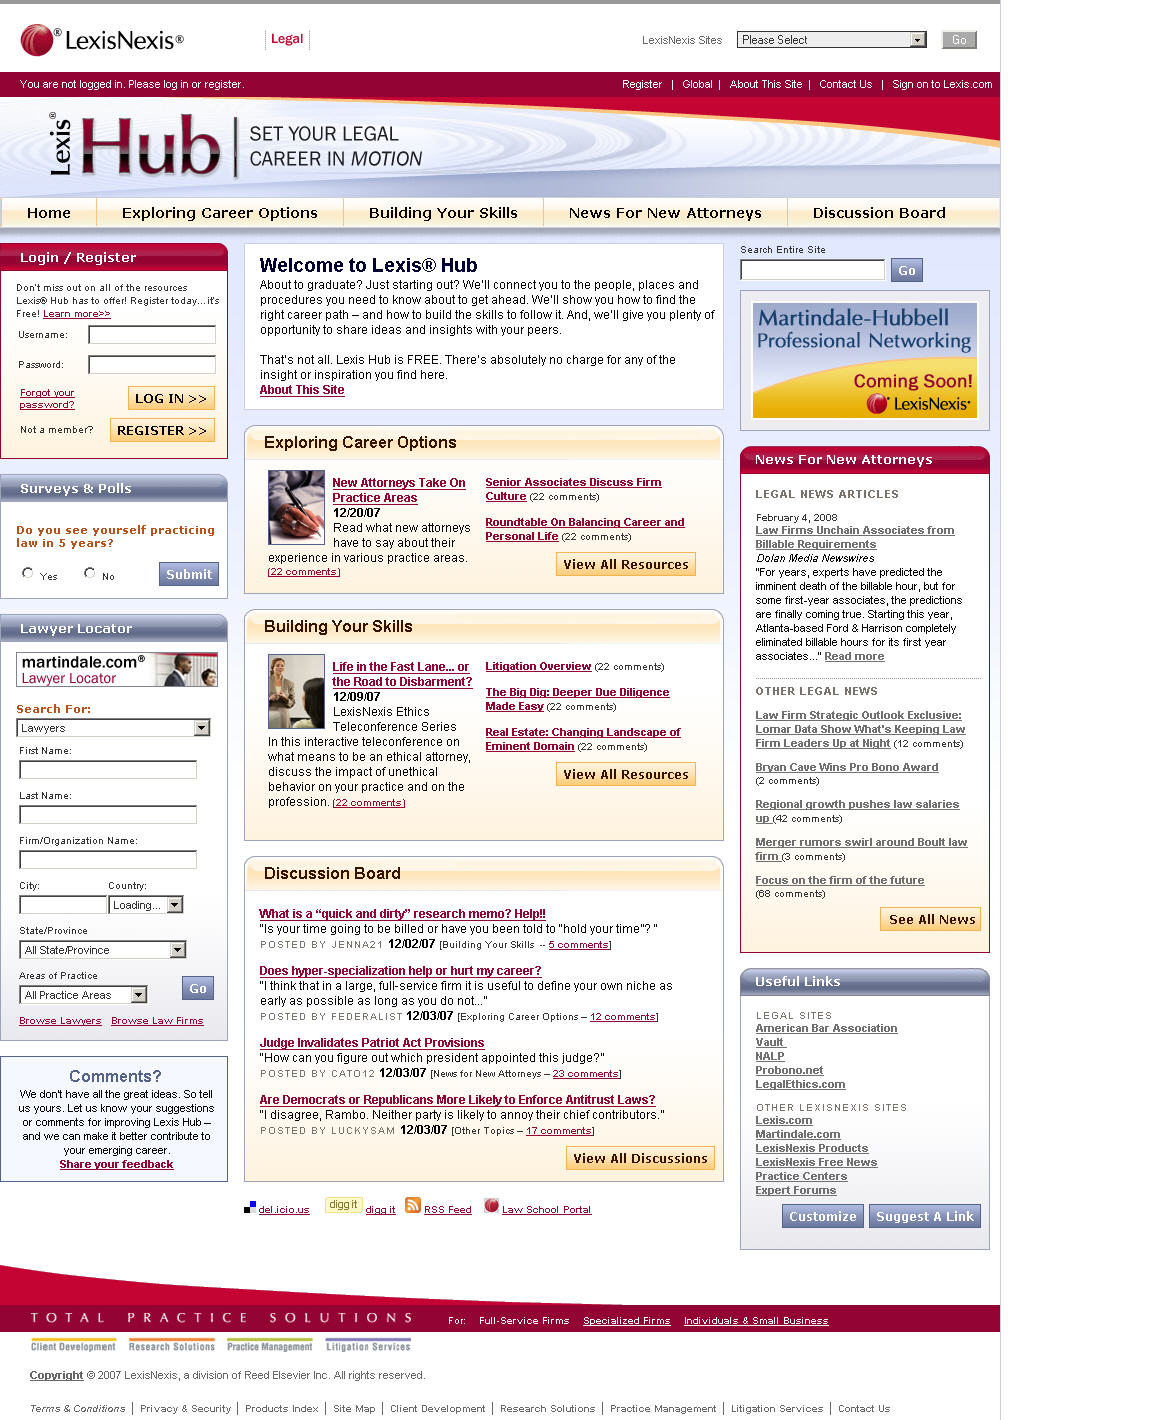 LexisNexis®
Legal
LexisNexis Sites
Please Select
Go
You are not logged in. Please log in or register.
Register | Global | About This Site | Contact Us | Sign on to Lexis.com
Lexis® Hub
SET YOUR LEGAL
CAREER IN MOTION
Home
Exploring Career Options
Building Your Skills
News For New Attorneys
Discussion Board
Login / Register
Don't miss out on all of the resources
Lexis® Hub has to offer! Register today...it's
Free! Learn more>>
Username:
Password:
Forgot your
password?
LOG IN >>
Not a member?
REGISTER >>
Surveys & Polls
Do you see yourself practicing
law in 5 years?
Yes
No
Submit
Lawyer Locator
martindale.com®
Lawyer Locator
Search For:
Lawyers
First Name:
Last Name:
Firm/Organization Name:
City:
Country:
Loading...
State/Province
All State/Province
Areas of Practice
All Practice Areas
Go
Browse Lawyers
Browse Law Firms
Comments?
We don't have all the great ideas. So tell
us yours. Let us know your suggestions
or comments for improving Lexis Hub –
and we can make it better contribute to
your emerging career.
Share your feedback
Welcome to Lexis® Hub
About to graduate? Just starting out? We'll connect you to the people, places and
procedures you need to know about to get ahead. We'll show you how to find the
right career path – and how to build the skills to follow it. And, we'll give you plenty of
opportunity to share ideas and insights with your peers.
That's not all. Lexis Hub is FREE. There's absolutely no charge for any of the
insight or inspiration you find here.
About This Site
Exploring Career Options
New Attorneys Take On
Practice Areas
12/20/07
Read what new attorneys
have to say about their
experience in various practice areas.
[22 comments]
Senior Associates Discuss Firm
Culture (22 comments)
Roundtable On Balancing Career and
Personal Life (22 comments)
View All Resources
Building Your Skills
Life in the Fast Lane... or
the Road to Disbarment?
12/09/07
LexisNexis Ethics
Teleconference Series
In this interactive teleconference on
what means to be an ethical attorney,
discuss the impact of unethical
behavior on your practice and on the
profession. [22 comments]
Litigation Overview (22 comments)
The Big Dig: Deeper Due Diligence
Made Easy (22 comments)
Real Estate: Changing Landscape of
Eminent Domain (22 comments)
View All Resources
Discussion Board
What is a “quick and dirty” research memo? Help!!
"Is your time going to be billed or have you been told to "hold your time"? "
POSTED BY JENNA21 12/02/07 [Building Your Skills -- 5 comments]
Does hyper-specialization help or hurt my career?
"I think that in a large, full-service firm it is useful to define your own niche as
early as possible as long as you do not..."
POSTED BY FEDERALIST 12/03/07 [Exploring Career Options – 12 comments]
Judge Invalidates Patriot Act Provisions
"How can you figure out which president appointed this judge?"
POSTED BY CATO12 12/03/07 [News for New Attorneys – 23 comments]
Are Democrats or Republicans More Likely to Enforce Antitrust Laws?
"I disagree, Rambo. Neither party is likely to annoy their chief contributors."
POSTED BY LUCKYSAM 12/03/07 [Other Topics – 17 comments]
View All Discussions
del.icio.us
digg it digg it
RSS Feed
Law School Portal
Search Entire Site
Go
Martindale-Hubbell
Professional Networking
Coming Soon!
LexisNexis®
News For New Attorneys
LEGAL NEWS ARTICLES
February 4, 2008
Law Firms Unchain Associates from
Billable Requirements
Dolan Media Newswires
"For years, experts have predicted the
imminent death of the billable hour, but for
some first-year associates, the predictions
are finally coming true. Starting this year,
Atlanta-based Ford & Harrison completely
eliminated billable hours for its first year
associates..." Read more
OTHER LEGAL NEWS
Law Firm Strategic Outlook Exclusive:
Lomar Data Show What's Keeping Law
Firm Leaders Up at Night (12 comments)
Bryan Cave Wins Pro Bono Award
(2 comments)
Regional growth pushes law salaries
up (42 comments)
Merger rumors swirl around Boult law
firm (3 comments)
Focus on the firm of the future
(68 comments)
See All News
Useful Links
LEGAL SITES
American Bar Association
Vault
NALP
Probono.net
LegalEthics.com
OTHER LEXISNEXIS SITES
Lexis.com
Martindale.com
LexisNexis Products
LexisNexis Free News
Practice Centers
Expert Forums
Customize
Suggest A Link
TOTAL PRACTICE SOLUTIONS
For: Full-Service Firms Specialized Firms Individuals & Small Business
Client Development Research Solutions Practice Management Litigation Services
Copyright © 2007 LexisNexis, a division of Reed Elsevier Inc. All rights reserved.
Terms & Conditions | Privacy & Security | Products Index | Site Map | Client Development | Research Solutions | Practice Management | Litigation Services | Contact Us